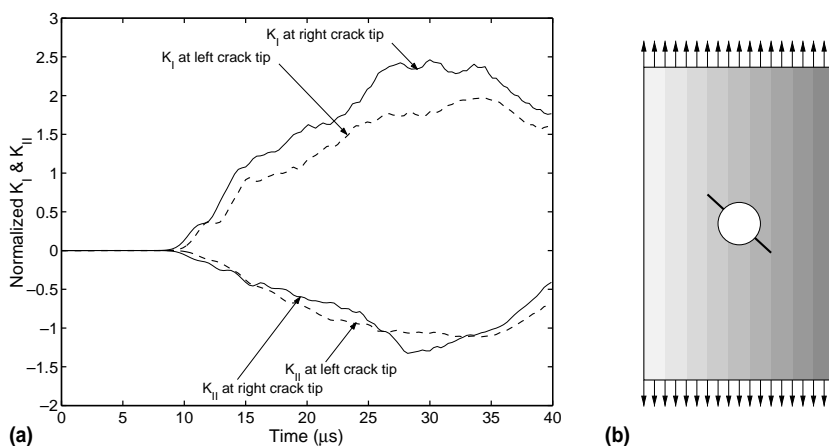 3
2.5
2
1.5
1
0.5
0
–0.5
–1
–1.5
–2
Normalized K_I & K_II
K_I at right crack tip
K_I at left crack tip
K_II at left crack tip
K_II at right crack tip
0 5 10 15 20 25 30 35 40
Time (μs)
(a)
(b)